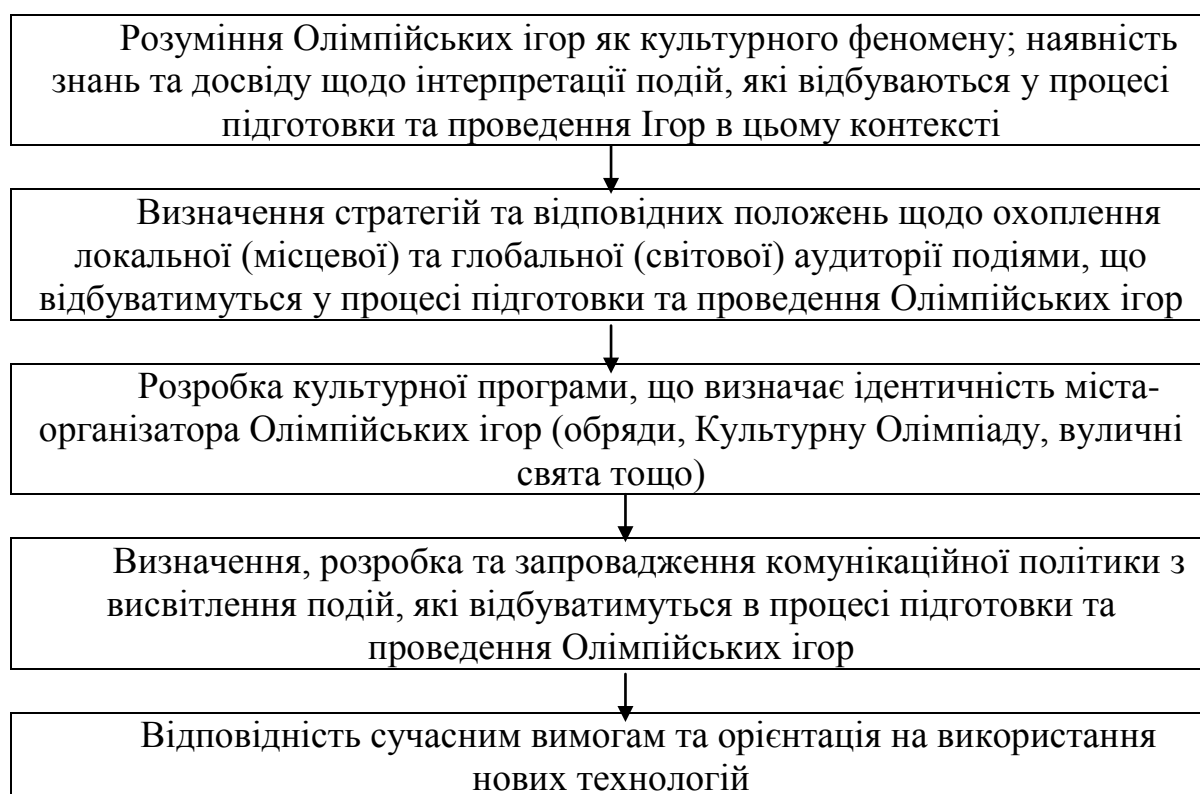 Розуміння Олімпійських ігор як культурного феномену; наявність
знань та досвіду щодо інтерпретації подій, які відбуваються у процесі
підготовки та проведення Ігор в цьому контексті
Визначення стратегій та відповідних положень щодо охоплення
локальної (місцевої) та глобальної (світової) аудиторії подіями, що
відбуватимуться у процесі підготовки та проведення Олімпійських ігор
Розробка культурної програми, що визначає ідентичність міста-
організатора Олімпійських ігор (обряди, Культурну Олімпіаду, вуличні
свята тощо)
Визначення, розробка та запровадження комунікаційної політики з
висвітлення подій, які відбуватимуться в процесі підготовки та
проведення Олімпійських ігор
Відповідність сучасним вимогам та орієнтація на використання
нових технологій